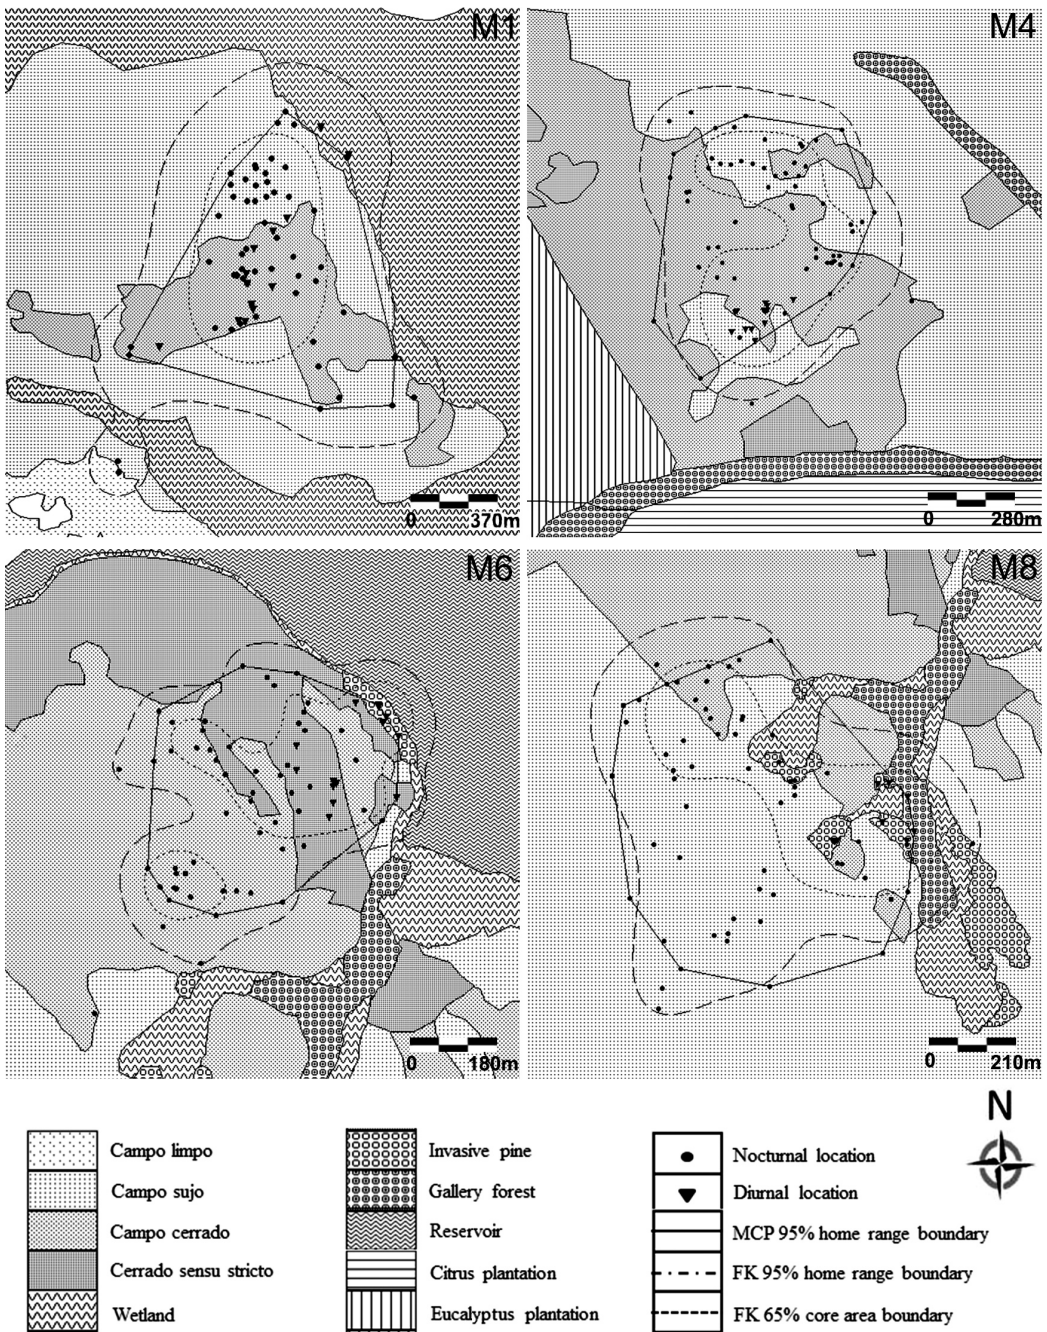 M1
M4
0 370m
0 280m
M6
M8
0 180m
0 210m
N
Campo limpo
Campo sujo
Campo cerrado
Cerrado sensu stricto
Wetland
Invasive pine
Gallery forest
Reservoir
Citrus plantation
Eucalyptus plantation
Nocturnal location
Diurnal location
MCP 95% home range boundary
FK 95% home range boundary
FK 65% core area boundary